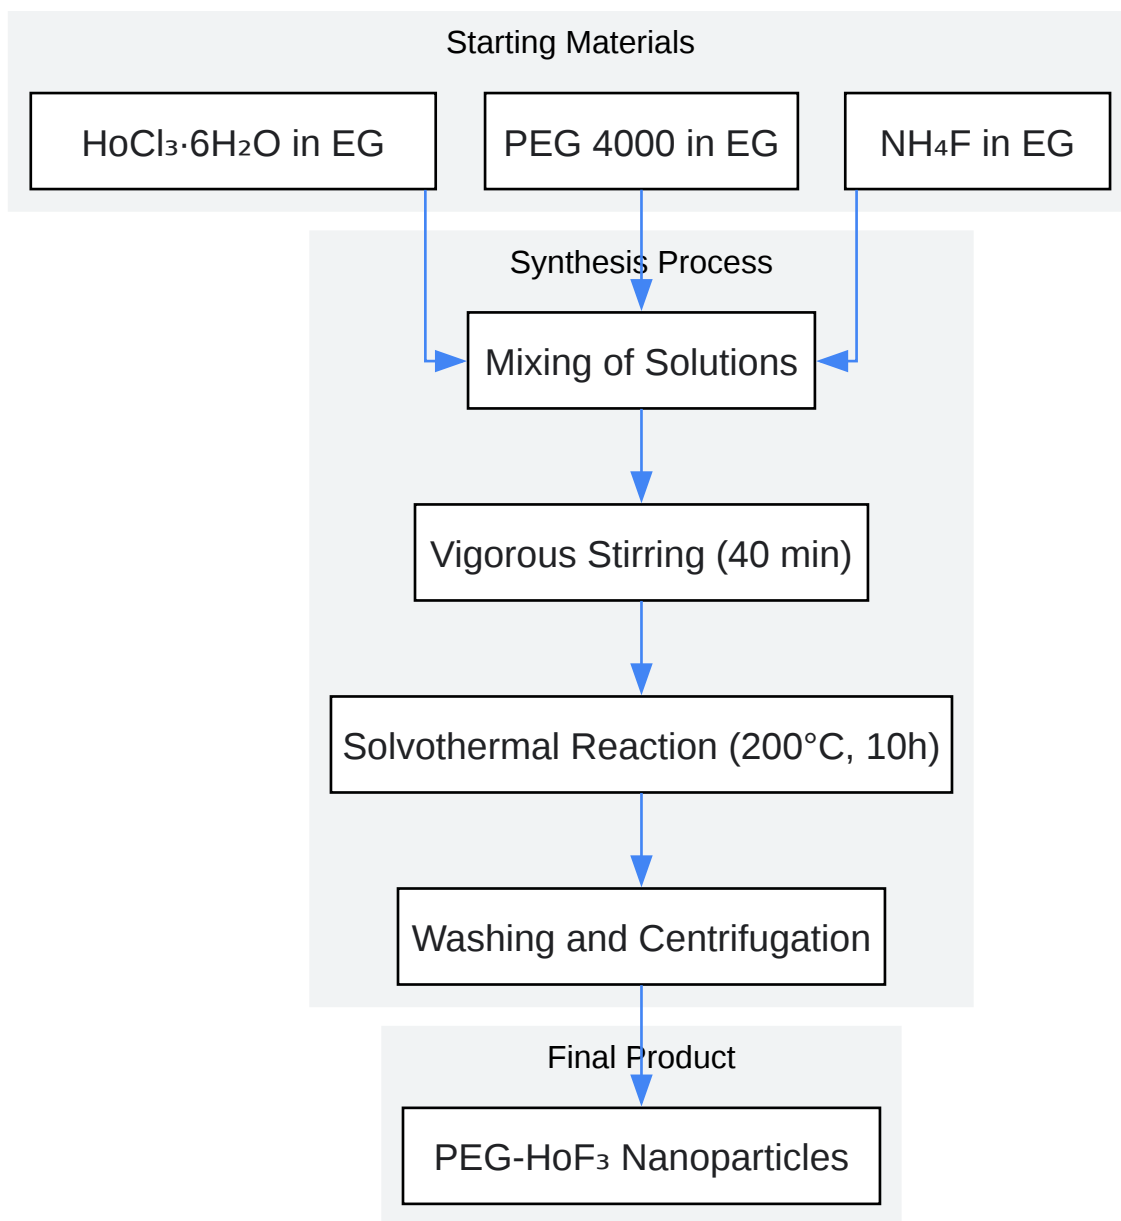 Starting Materials
HoCl₃·6H₂O in EG
PEG 4000 in EG
NH₄F in EG
Synthesis Process
Mixing of Solutions
Vigorous Stirring (40 min)
Solvothermal Reaction (200°C, 10h)
Washing and Centrifugation
Final Product
PEG-HoF₃ Nanoparticles